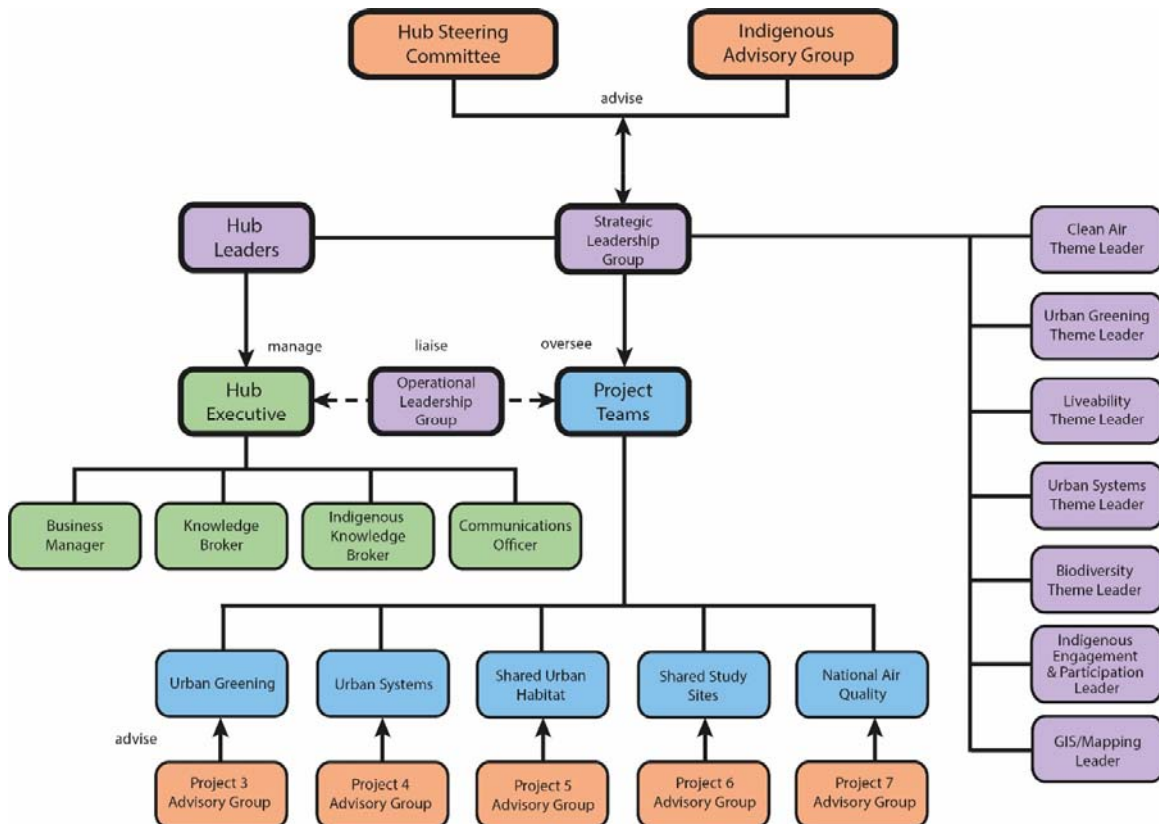 Hub Steering
Committee
Indigenous
Advisory Group
advise
Hub
Leaders
Strategic
Leadership
Group
Clean Air
Theme Leader
Urban Greening
Theme Leader
manage
liaise
oversee
Hub
Executive
Operational
Leadership
Group
Project
Teams
Liveability
Theme Leader
Urban Systems
Theme Leader
Business
Manager
Knowledge
Broker
Indigenous
Knowledge
Broker
Communications
Officer
Biodiversity
Theme Leader
Indigenous
Engagement
& Participation
Leader
Urban Greening
Urban Systems
Shared Urban
Habitat
Shared Study
Sites
National Air
Quality
GIS/Mapping
Leader
advise
Project 3
Advisory Group
Project 4
Advisory Group
Project 5
Advisory Group
Project 6
Advisory Group
Project 7
Advisory Group